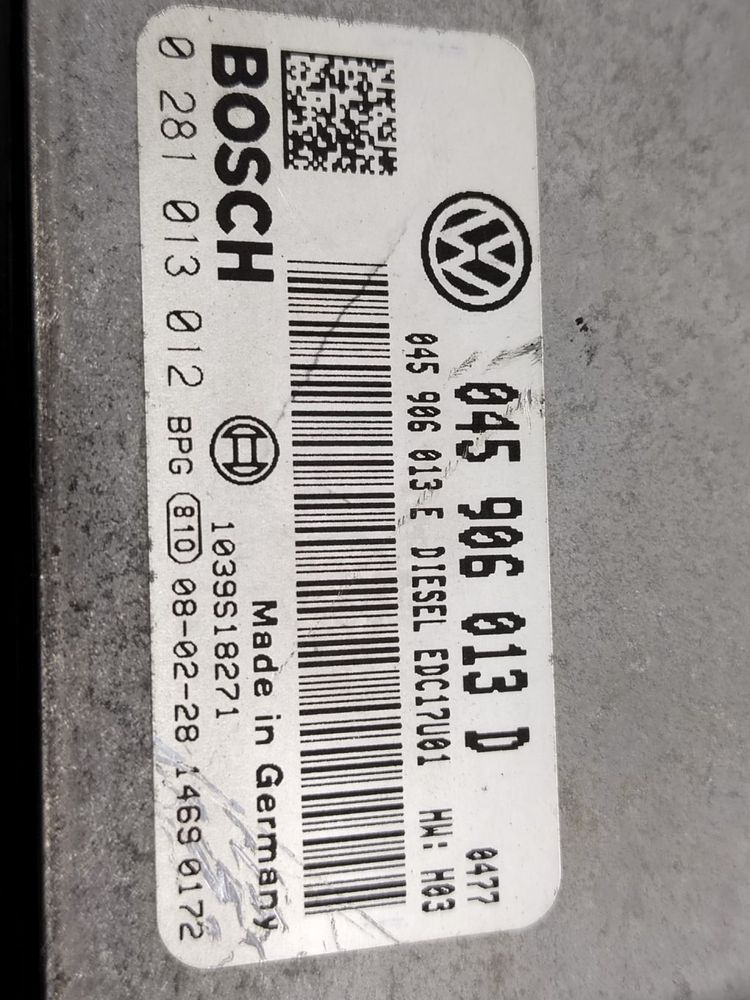 045 906 013 D 0477
045 906 013 E DIESEL EDC17U01 HW: H03
Made in Germany
BOSCH 1039S18271
0 281 013 012 BPG 810 08-02-28 1469 0172